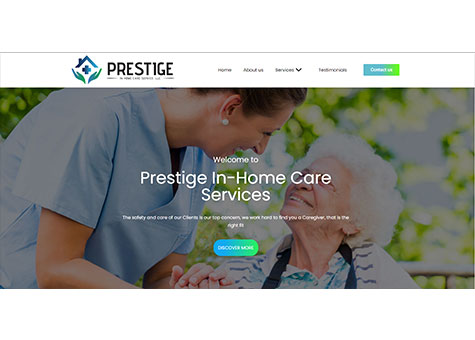 PRESTIGE
IN-HOME CARE SERVICE, LLC
Home About us Services Testimonials Contact us
Welcome to
Prestige In-Home Care
Services
The safety and care of our Clients is our top concern, we work hard to find you a Caregiver, that is the
right fit
DISCOVER MORE